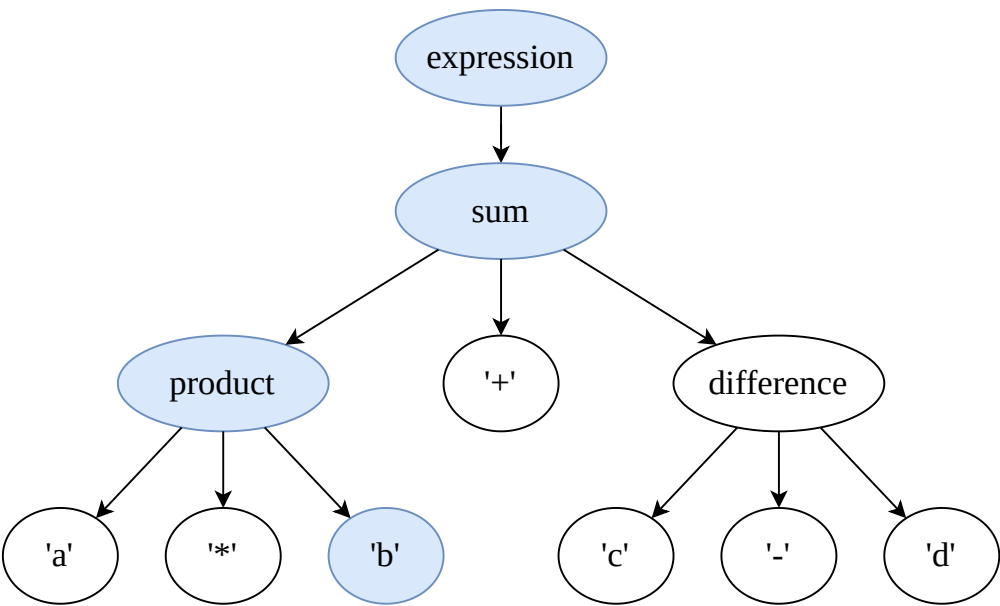 expression
sum
product
'+'
difference
'a'
'*'
'b'
'c'
'-'
'd'